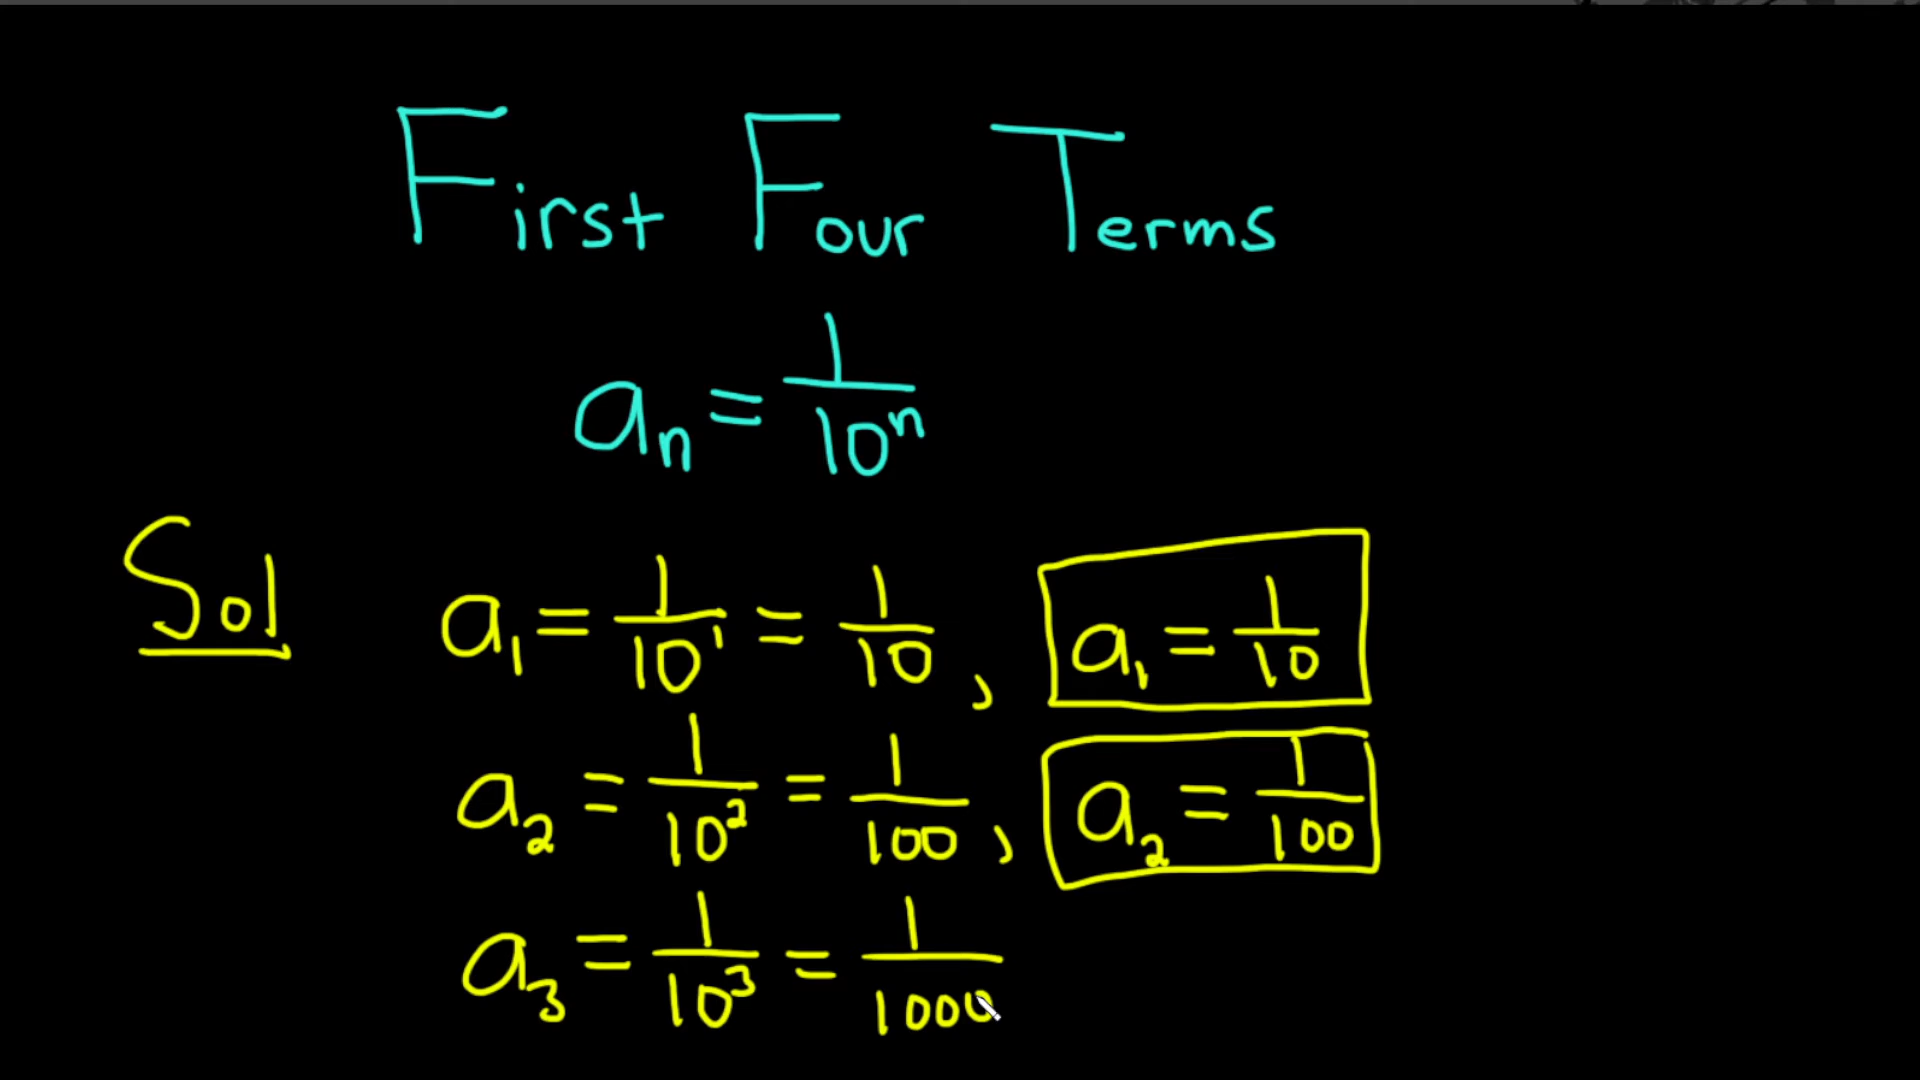 First Four Terms
aₙ = 1/10ⁿ
Sol a₁ = 1/10¹ = 1/10, a₁ = 1/10
a₂ = 1/10² = 1/100, a₂ = 1/100
a₃ = 1/10³ = 1/1000